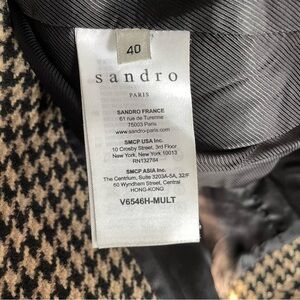 40
sandro
PARIS
SANDRO FRANCE
61 rue de Turenne
75003 Paris
www.sandro-paris.com
SMCP USA Inc.
10 Crosby Street, 3rd Floor
New York, New York 10013
RN132784
SMCP ASIA Inc.
The Centrium, Suite 3203A-5A, 32/F
60 Wyndham Street, Central
HONG-KONG
V6546H-MULT